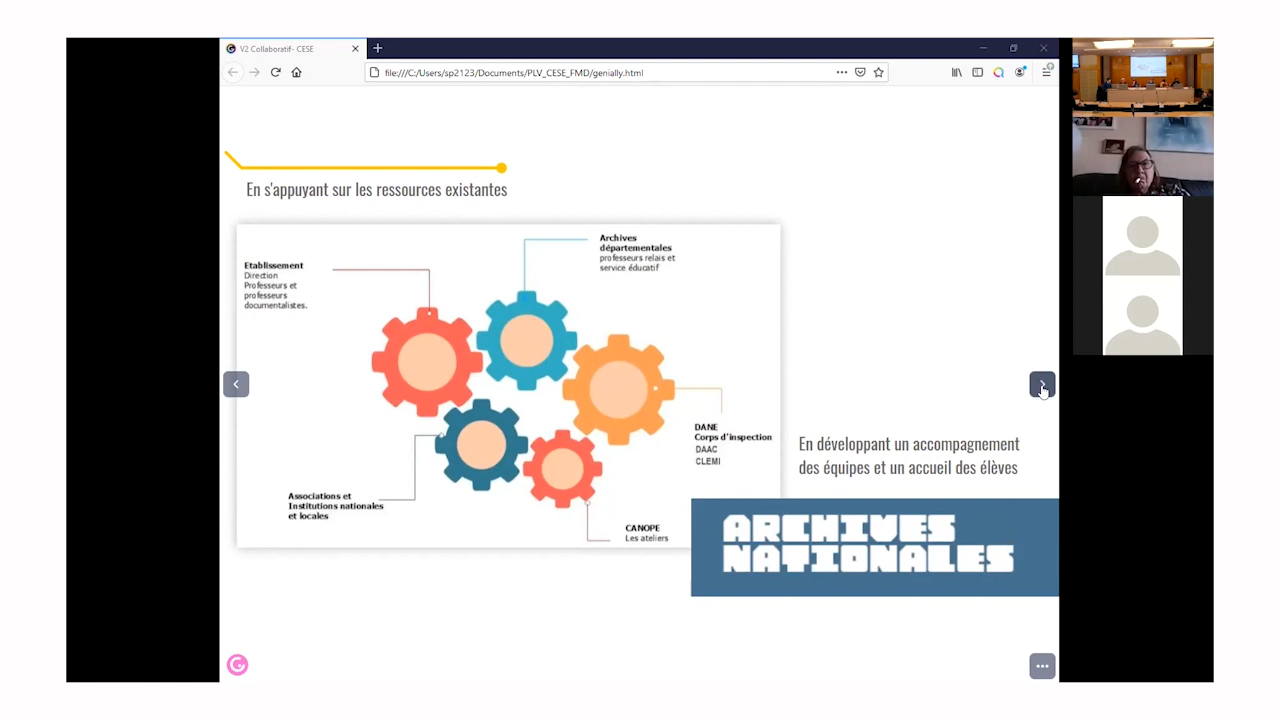 V2 Collaboratif- CESE
file:///C:/Users/sp2123/Documents/PLV_CESE_FMD/genially.html
En s'appuyant sur les ressources existantes
Archives
départementales
professeurs relais et
service éducatif
Etablissement
Direction
Professeurs et
professeurs
documentalistes.
DANE
Corps d'inspection
DAAC
CLEMI
En développant un accompagnement
des équipes et un accueil des élèves
Associations et
Institutions nationales
et locales
CANOPE
Les ateliers
ARCHIVES
NATIONALES